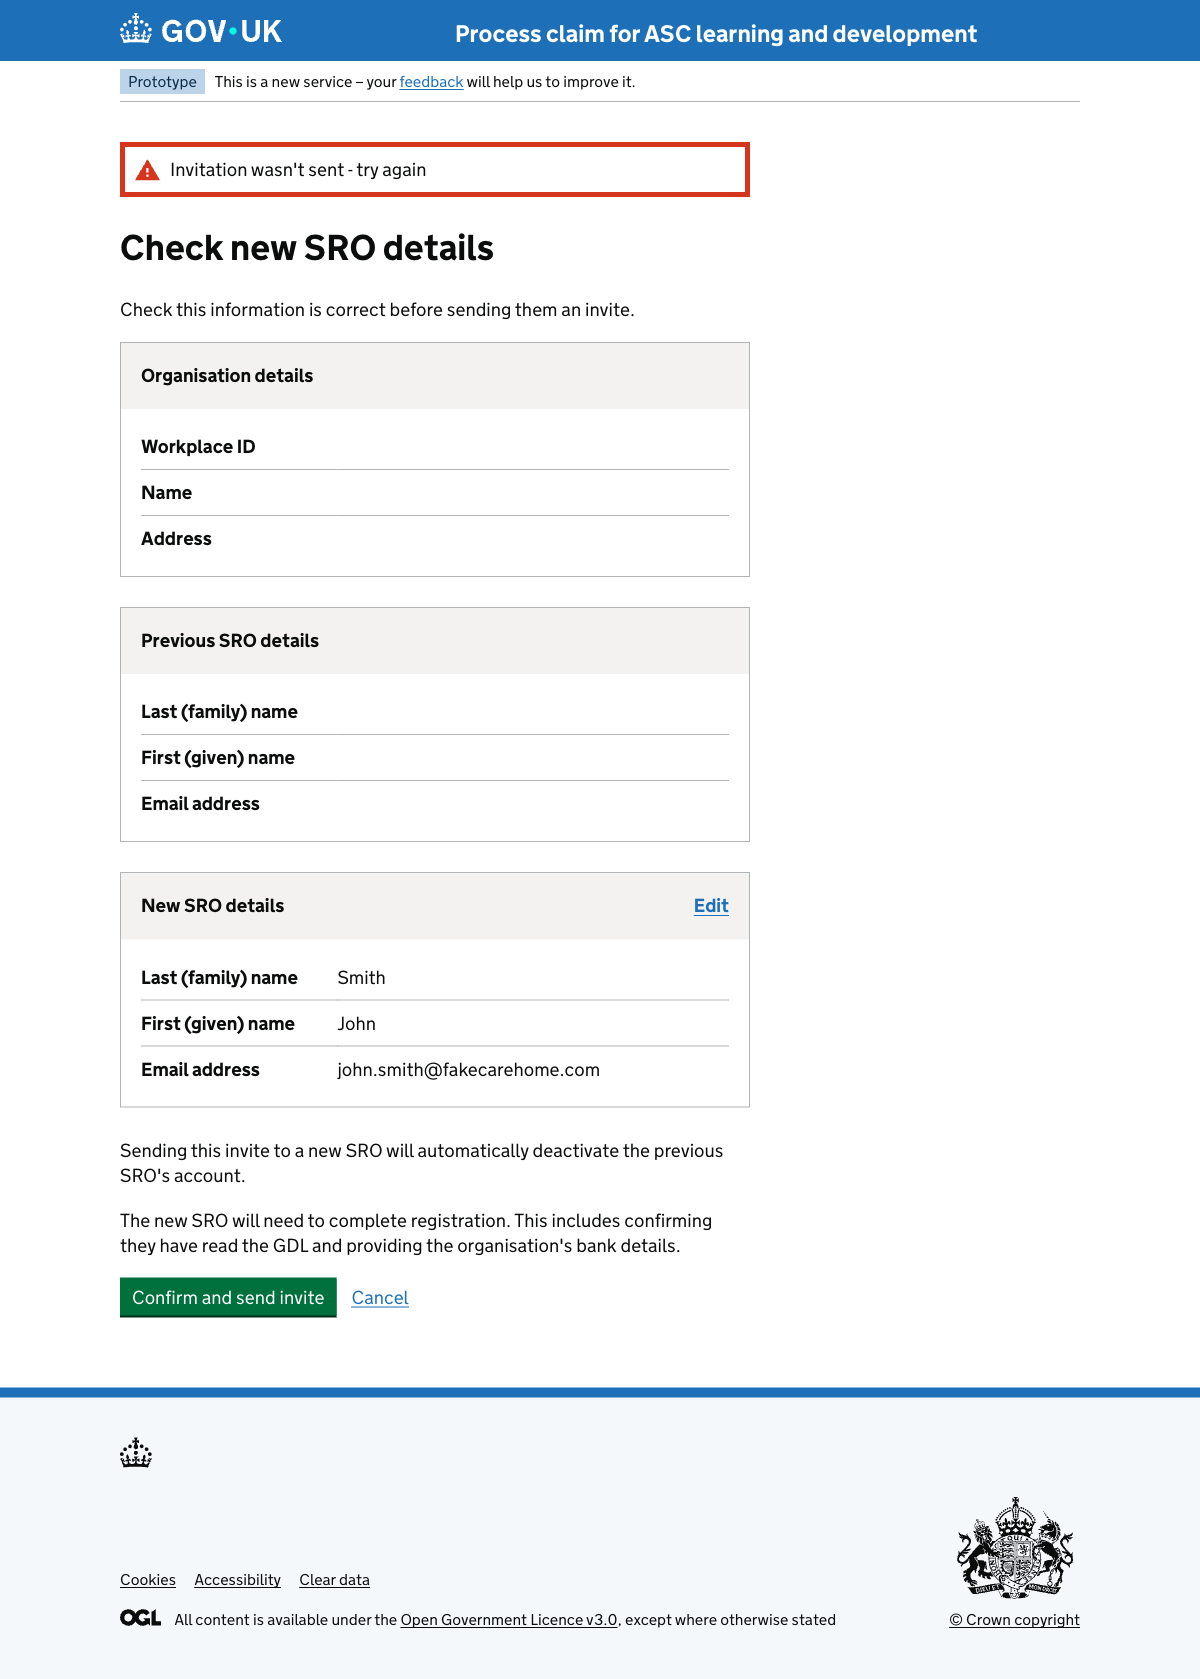 GOV·UK
Process claim for ASC learning and development
Prototype This is a new service – your feedback will help us to improve it.
Invitation wasn't sent - try again
Check new SRO details
Check this information is correct before sending them an invite.
Organisation details
Workplace ID
Name
Address
Previous SRO details
Last (family) name
First (given) name
Email address
New SRO details Edit
Last (family) name Smith
First (given) name John
Email address john.smith@fakecarehome.com
Sending this invite to a new SRO will automatically deactivate the previous
SRO's account.
The new SRO will need to complete registration. This includes confirming
they have read the GDL and providing the organisation's bank details.
Confirm and send invite Cancel
Cookies Accessibility Clear data
OGL All content is available under the Open Government Licence v3.0, except where otherwise stated
© Crown copyright